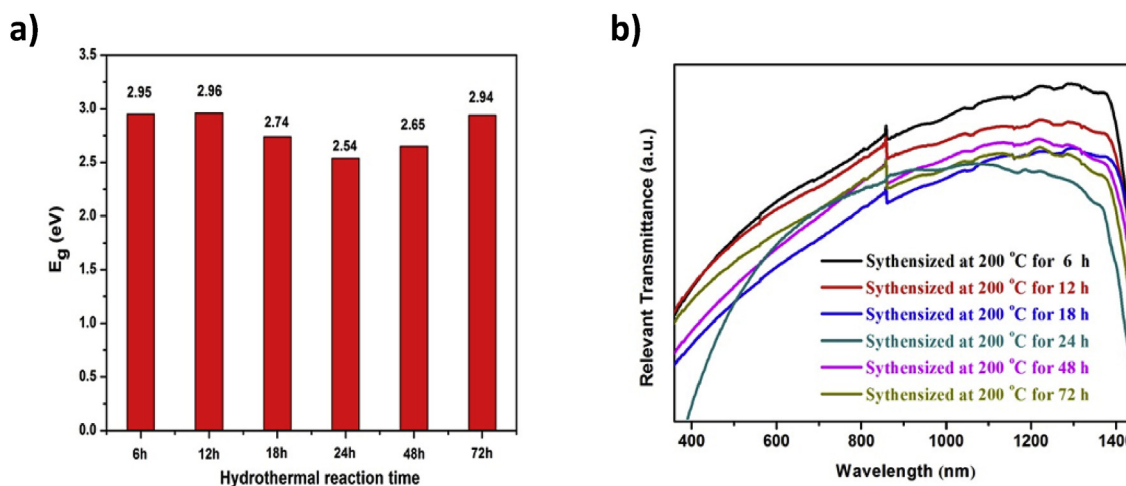 a)
3.5
3.0
2.5
2.0
1.5
1.0
0.5
0.0
E_g (eV)
2.95
2.96
2.74
2.54
2.65
2.94
6h
12h
18h
24h
48h
72h
Hydrothermal reaction time
b)
Relevant Transmittance (a.u.)
Sythensized at 200 °C for 6 h
Sythensized at 200 °C for 12 h
Sythensized at 200 °C for 18 h
Sythensized at 200 °C for 24 h
Sythensized at 200 °C for 48 h
Sythensized at 200 °C for 72 h
400
600
800
1000
1200
1400
Wavelength (nm)